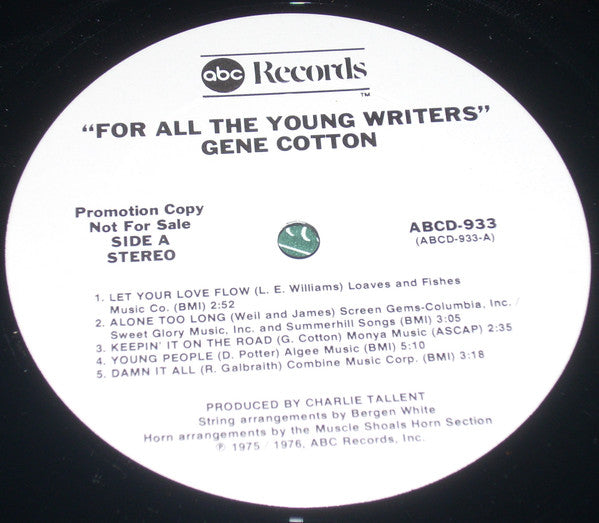 abc Records
™
"FOR ALL THE YOUNG WRITERS"
GENE COTTON
Promotion Copy
Not For Sale
SIDE A
STEREO
ABCD-933
(ABCD-933-A)
1. LET YOUR LOVE FLOW (L. E. Williams) Loaves and Fishes
Music Co. (BMI) 2:52
2. ALONE TOO LONG (Weil and James) Screen Gems-Columbia, Inc. /
Sweet Glory Music, Inc. and Summerhill Songs (BMI) 3:05
3. KEEPIN' IT ON THE ROAD (G. Cotton) Monya Music (ASCAP) 2:35
4. YOUNG PEOPLE (D. Potter) Algee Music (BMI) 5:10
5. DAMN IT ALL (R. Galbraith) Combine Music Corp. (BMI) 3:18
PRODUCED BY CHARLIE TALLENT
String arrangements by Bergen White
Horn arrangements by the Muscle Shoals Horn Section
℗ 1975 / 1976, ABC Records, Inc.